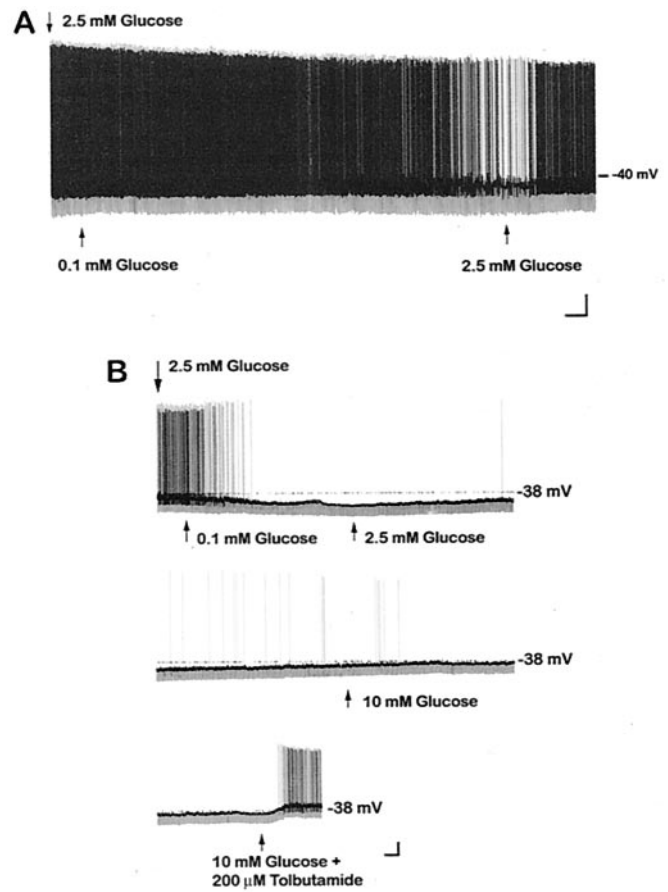 A
2.5 mM Glucose
-40 mV
0.1 mM Glucose
2.5 mM Glucose
B
2.5 mM Glucose
-38 mV
0.1 mM Glucose
2.5 mM Glucose
-38 mV
10 mM Glucose
-38 mV
10 mM Glucose +
200 μM Tolbutamide